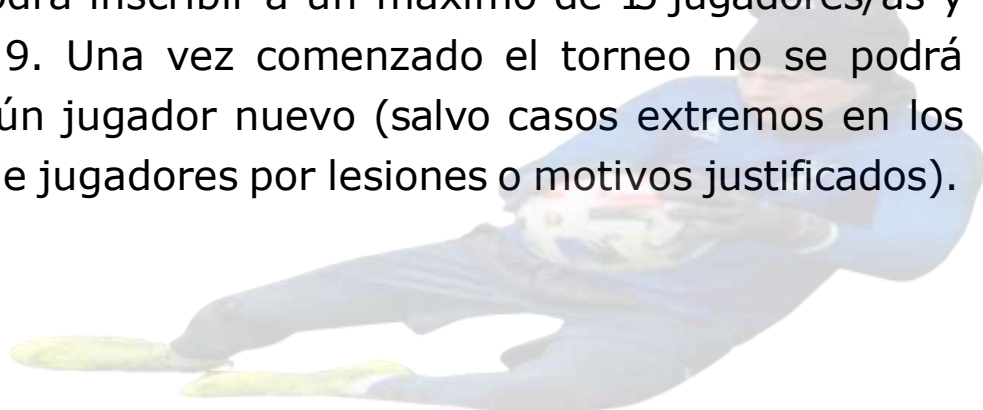 odrá inscribir a un máximo de 15 jugadores/as y
9. Una vez comenzado el torneo no se podrá
ún jugador nuevo (salvo casos extremos en los
e jugadores por lesiones o motivos justificados).